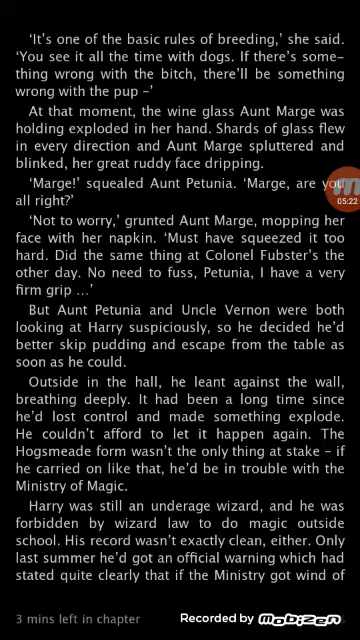 ‘It’s one of the basic rules of breeding,’ she said.
‘You see it all the time with dogs. If there’s some-
thing wrong with the bitch, there’ll be something
wrong with the pup –’
At that moment, the wine glass Aunt Marge was
holding exploded in her hand. Shards of glass flew
in every direction and Aunt Marge spluttered and
blinked, her great ruddy face dripping.
‘Marge!’ squealed Aunt Petunia. ‘Marge, are you
all right?’
‘Not to worry,’ grunted Aunt Marge, mopping her
face with her napkin. ‘Must have squeezed it too
hard. Did the same thing at Colonel Fubster’s the
other day. No need to fuss, Petunia, I have a very
firm grip …’
But Aunt Petunia and Uncle Vernon were both
looking at Harry suspiciously, so he decided he’d
better skip pudding and escape from the table as
soon as he could.
Outside in the hall, he leant against the wall,
breathing deeply. It had been a long time since
he’d lost control and made something explode.
He couldn’t afford to let it happen again. The
Hogsmeade form wasn’t the only thing at stake – if
he carried on like that, he’d be in trouble with the
Ministry of Magic.
Harry was still an underage wizard, and he was
forbidden by wizard law to do magic outside
school. His record wasn’t exactly clean, either. Only
last summer he’d got an official warning which had
stated quite clearly that if the Ministry got wind of
05:22
3 mins left in chapter
Recorded by mobizen